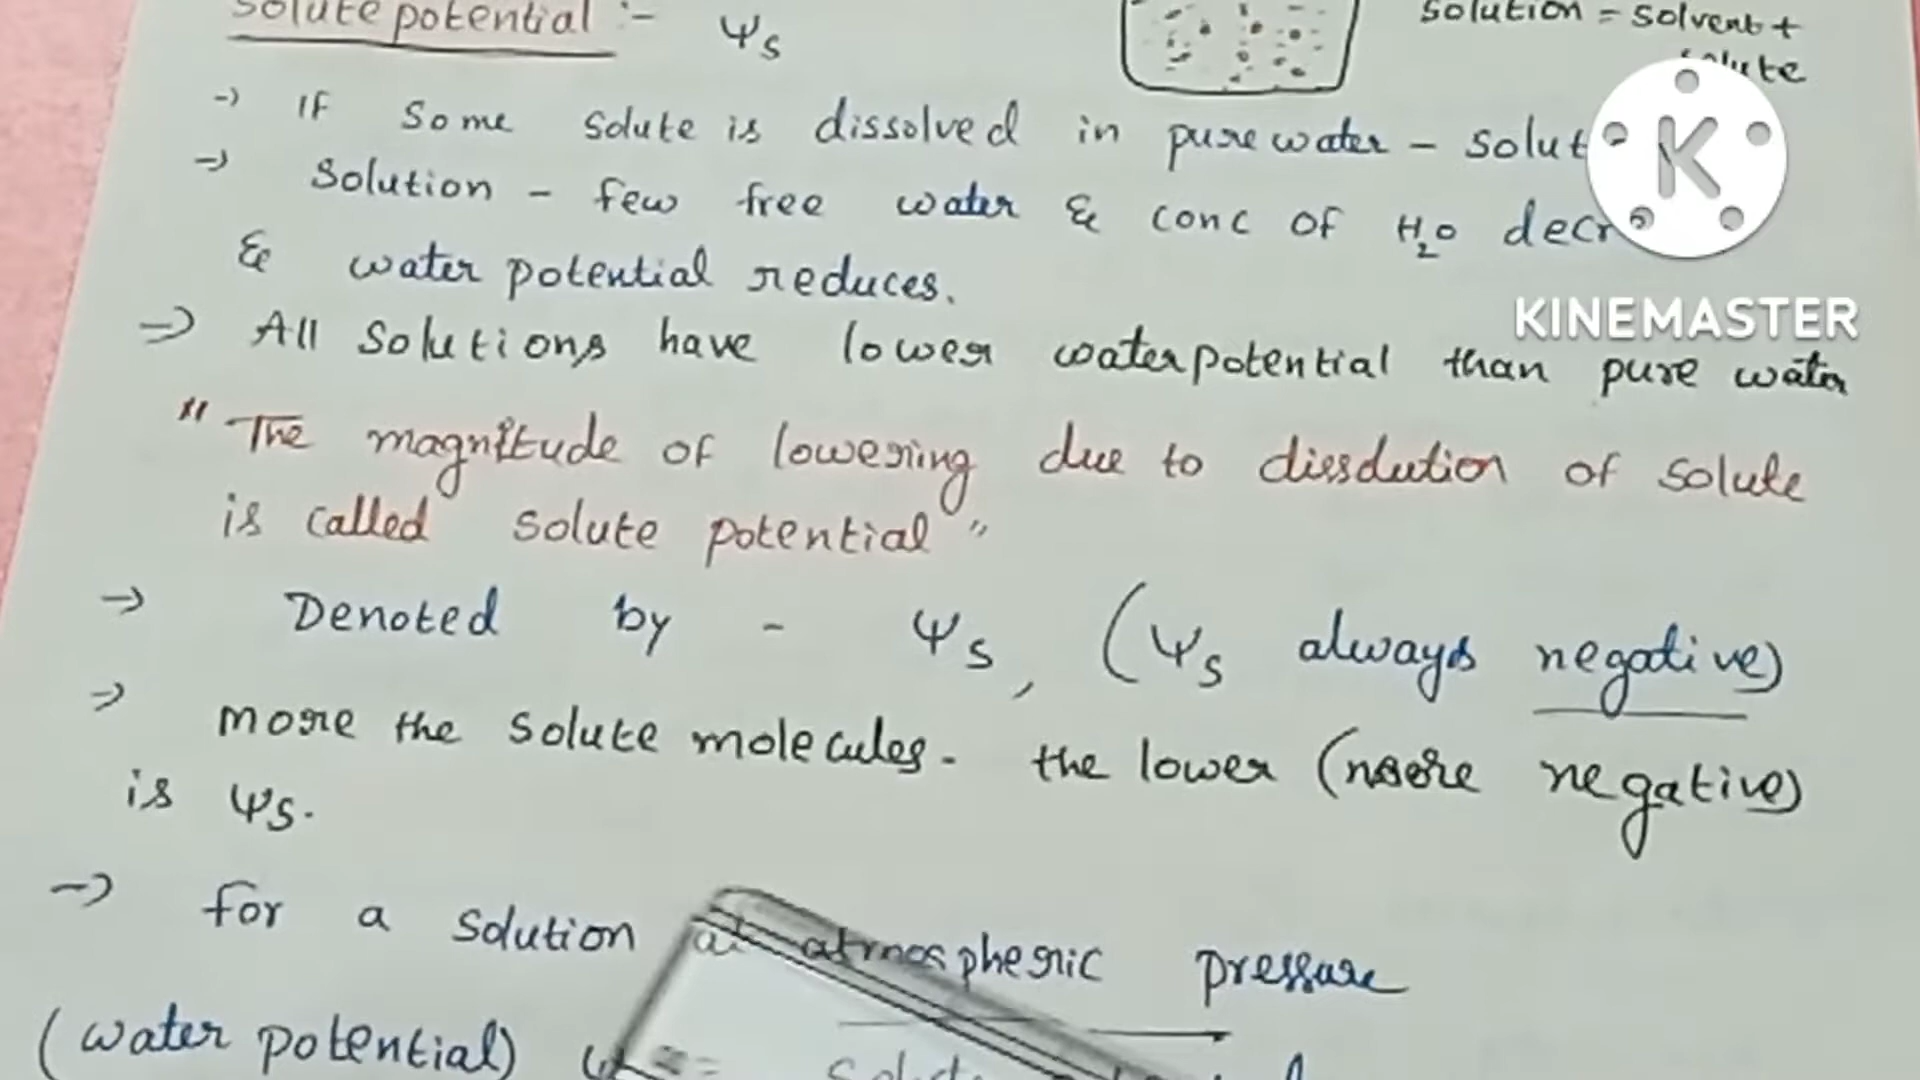 Solute potential :- Ψs
solution = solvent +
solute
-> If some solute is dissolved in pure water - solut
-> Solution - few free water & conc of H₂O decr
& water potential reduces.
=> All solutions have lower water potential than pure water
"The magnitude of lowering due to dissdution of solute
is called solute potential"
-> Denoted by - Ψs, (Ψs always negative)
=> more the solute molecules. the lower (more negative)
is Ψs.
-> for a solution at atmospheric pressure
(water potential)
KINEMASTER